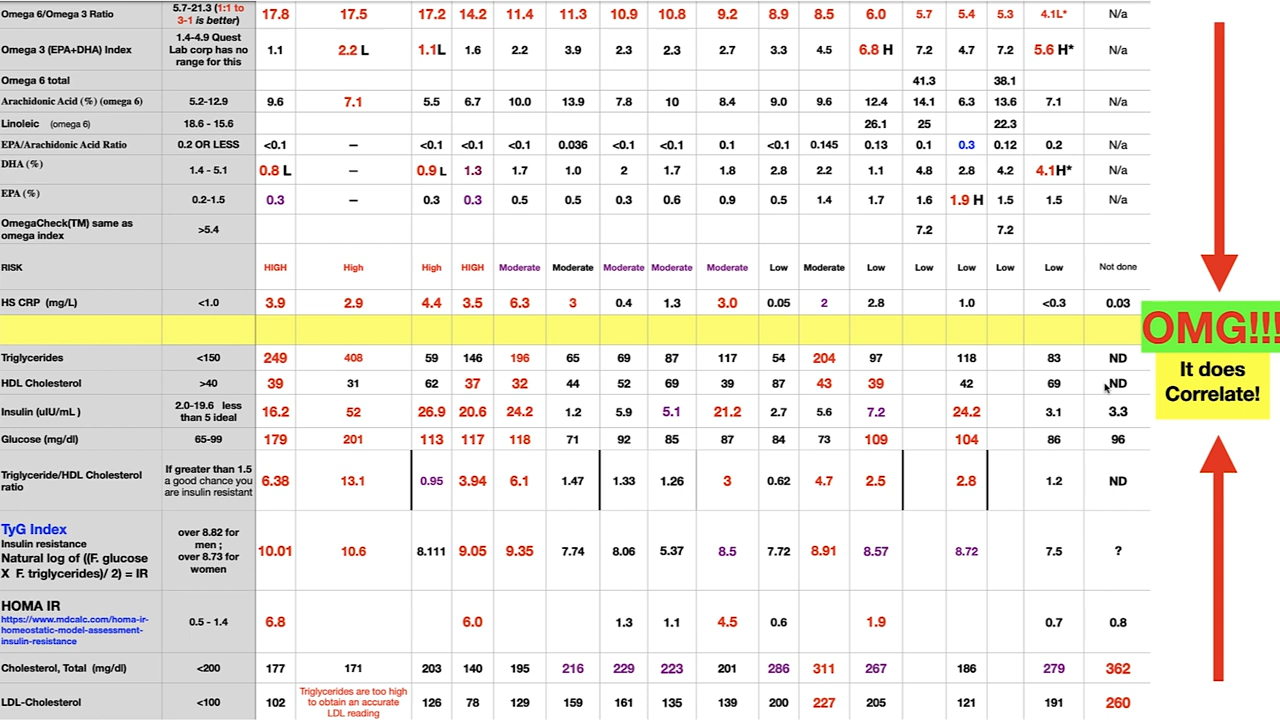 Omega 6/Omega 3 Ratio 5.7-21.3 (1:1 to 3-1 is better) 17.8 17.5 17.2 14.2 11.4 11.3 10.9 10.8 9.2 8.9 8.5 6.0 5.7 5.4 5.3 4.1L* N/a
Omega 3 (EPA+DHA) Index 1.4-4.9 Quest Lab corp has no range for this 1.1 2.2 L 1.1L 1.6 2.2 3.9 2.3 2.3 2.7 3.3 4.5 6.8 H 7.2 4.7 7.2 5.6 H* N/a
Omega 6 total 41.3 38.1
Arachidonic Acid (%) (omega 6) 5.2-12.9 9.6 7.1 5.5 6.7 10.0 13.9 7.8 10 8.4 9.0 9.6 12.4 14.1 6.3 13.6 7.1 N/a
Linoleic (omega 6) 18.6 - 15.6 26.1 25 22.3
EPA/Arachidonic Acid Ratio 0.2 OR LESS <0.1 – <0.1 <0.1 <0.1 0.036 <0.1 <0.1 0.1 <0.1 0.145 0.13 0.1 0.3 0.12 0.2 N/a
DHA (%) 1.4 - 5.1 0.8 L – 0.9 L 1.3 1.7 1.0 2 1.7 1.8 2.8 2.2 1.1 4.8 2.8 4.2 4.1H* N/a
EPA (%) 0.2-1.5 0.3 – 0.3 0.3 0.5 0.5 0.3 0.6 0.9 0.5 1.4 1.7 1.6 1.9 H 1.5 1.5 N/a
OmegaCheck(TM) same as omega index >5.4 7.2 7.2
RISK HIGH High High HIGH Moderate Moderate Moderate Moderate Moderate Low Moderate Low Low Low Low Low Not done
HS CRP (mg/L) <1.0 3.9 2.9 4.4 3.5 6.3 3 0.4 1.3 3.0 0.05 2 2.8 1.0 <0.3 0.03
OMG!!!
It does
Correlate!
Triglycerides <150 249 408 59 146 196 65 69 87 117 54 204 97 118 83 ND
HDL Cholesterol >40 39 31 62 37 32 44 52 69 39 87 43 39 42 69 ND
Insulin (uIU/mL) 2.0-19.6 less than 5 ideal 16.2 52 26.9 20.6 24.2 1.2 5.9 5.1 21.2 2.7 5.6 7.2 24.2 3.1 3.3
Glucose (mg/dl) 65-99 179 201 113 117 118 71 92 85 87 84 73 109 104 86 96
Triglyceride/HDL Cholesterol ratio If greater than 1.5 a good chance you are insulin resistant 6.38 13.1 0.95 3.94 6.1 1.47 1.33 1.26 3 0.62 4.7 2.5 2.8 1.2 ND
TyG Index
Insulin resistance
Natural log of ((F. glucose
X F. triglycerides)/ 2) = IR over 8.82 for men ; over 8.73 for women 10.01 10.6 8.111 9.05 9.35 7.74 8.06 5.37 8.5 7.72 8.91 8.57 8.72 7.5 ?
HOMA IR
https://www.mdcalc.com/homa-ir-
homeostatic-model-assessment-
insulin-resistance 0.5 - 1.4 6.8 6.0 1.3 1.1 4.5 0.6 1.9 0.7 0.8
Cholesterol, Total (mg/dl) <200 177 171 203 140 195 216 229 223 201 286 311 267 186 279 362
LDL-Cholesterol <100 102 Triglycerides are too high to obtain an accurate LDL reading 126 78 129 159 161 135 139 200 227 205 121 191 260